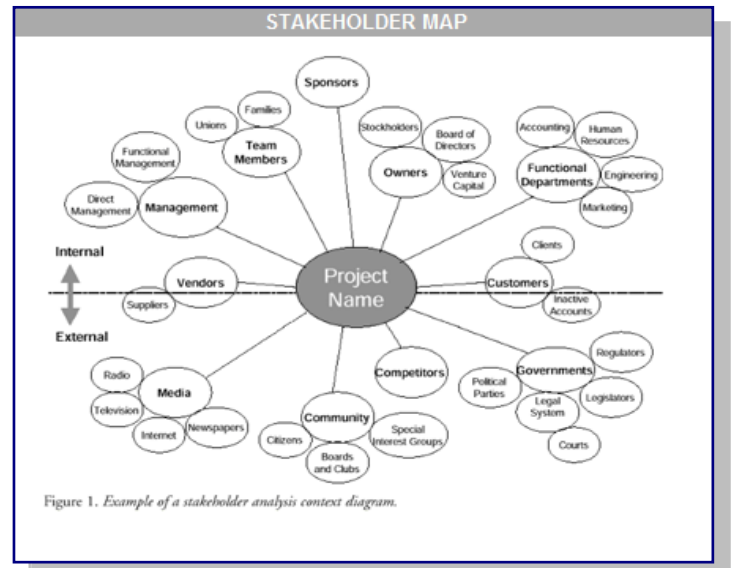 STAKEHOLDER MAP
Sponsors
Families
Unions
Team
Members
Stockholders
Board of
Directors
Owners
Venture
Capital
Accounting
Human
Resources
Functional
Departments
Engineering
Marketing
Functional
Management
Direct
Management
Management
Internal
External
Vendors
Suppliers
Project
Name
Clients
Customers
Inactive
Accounts
Radio
Television
Media
Internet
Newspapers
Community
Citizens
Boards
and Clubs
Special
Interest Groups
Competitors
Governments
Regulators
Political
Parties
Legal
System
Legislators
Courts
Figure 1. Example of a stakeholder analysis context diagram.